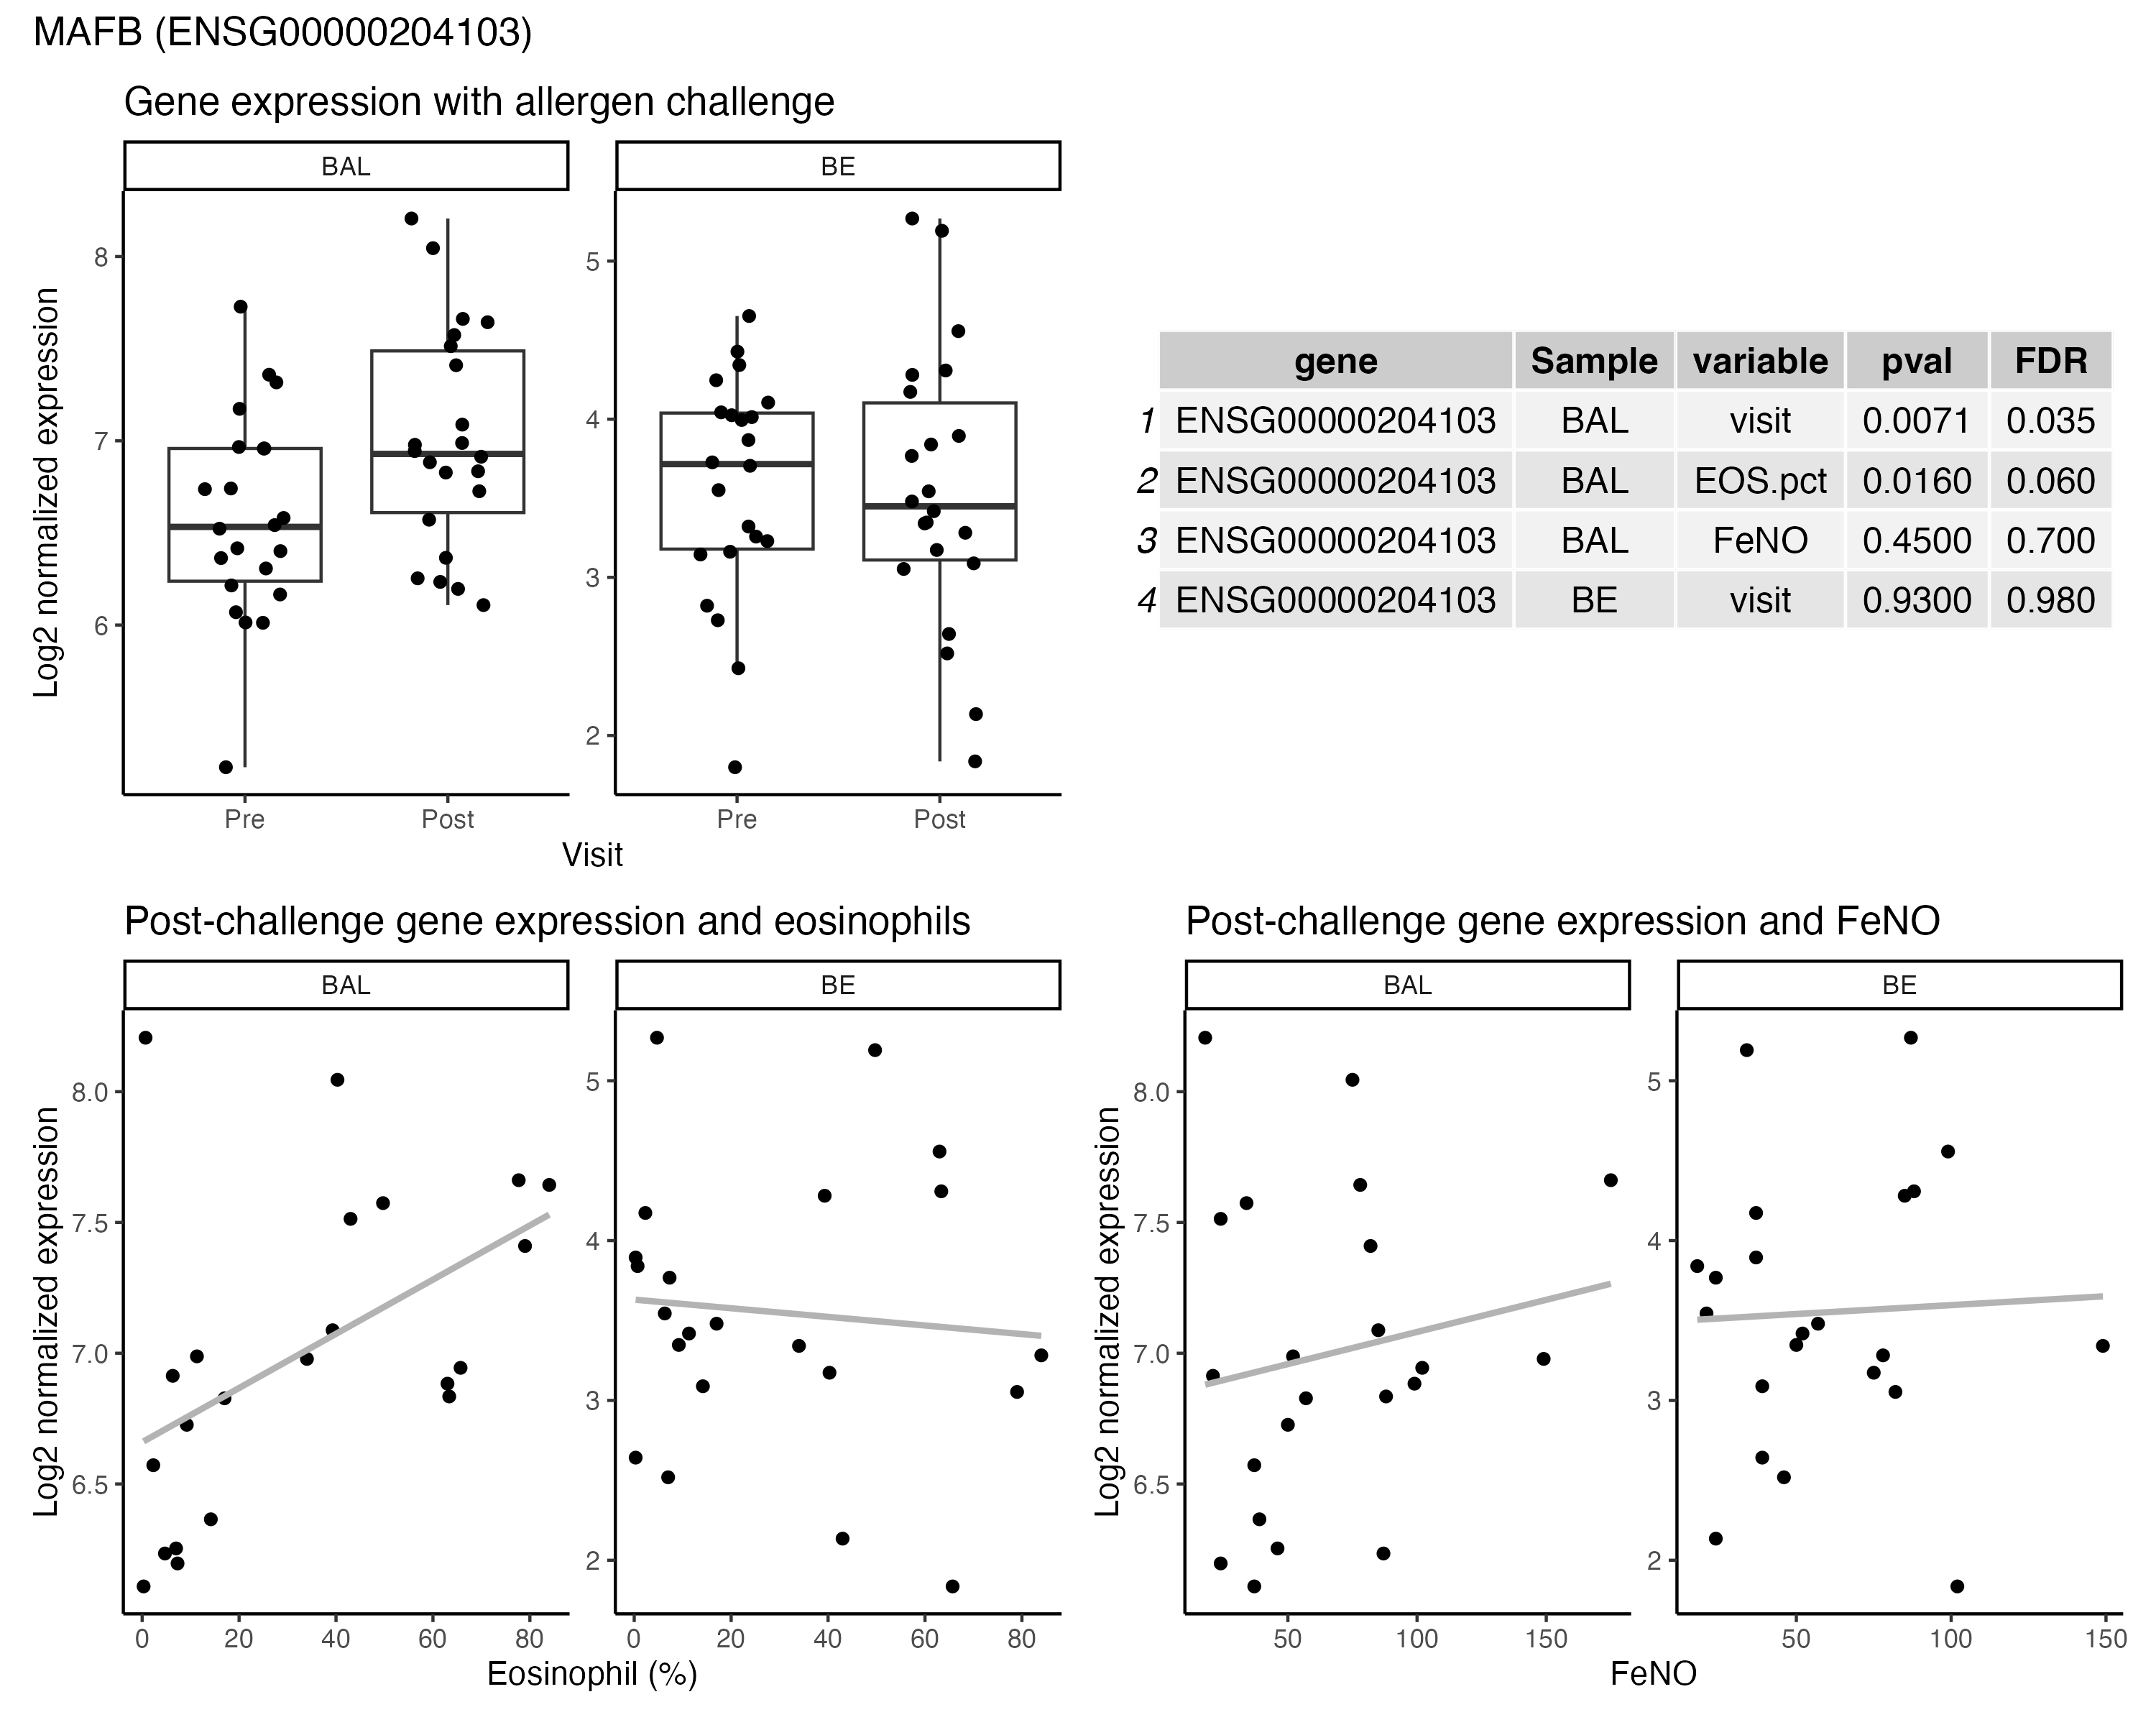 MAFB (ENSG00000204103)
Gene expression with allergen challenge
BAL
BE
Log2 normalized expression
8
7
6
5
4
3
2
Pre
Post
Pre
Post
Visit
gene Sample variable pval FDR
1 ENSG00000204103 BAL visit 0.0071 0.035
2 ENSG00000204103 BAL EOS.pct 0.0160 0.060
3 ENSG00000204103 BAL FeNO 0.4500 0.700
4 ENSG00000204103 BE visit 0.9300 0.980
Post-challenge gene expression and eosinophils
BAL
BE
Log2 normalized expression
8.0
7.5
7.0
6.5
5
4
3
2
0 20 40 60 80
0 20 40 60 80
Eosinophil (%)
Post-challenge gene expression and FeNO
BAL
BE
Log2 normalized expression
8.0
7.5
7.0
6.5
5
4
3
2
50 100 150
50 100 150
FeNO